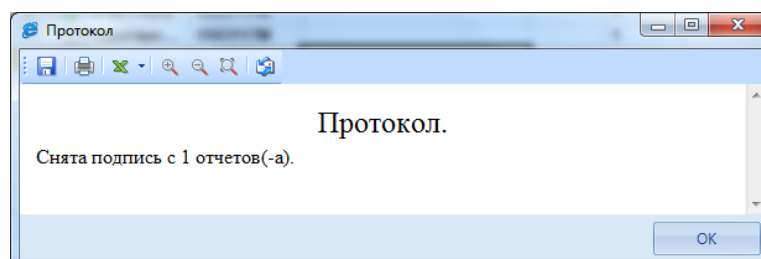 Протокол
Протокол.
Снята подпись с 1 отчетов(-а).
OK